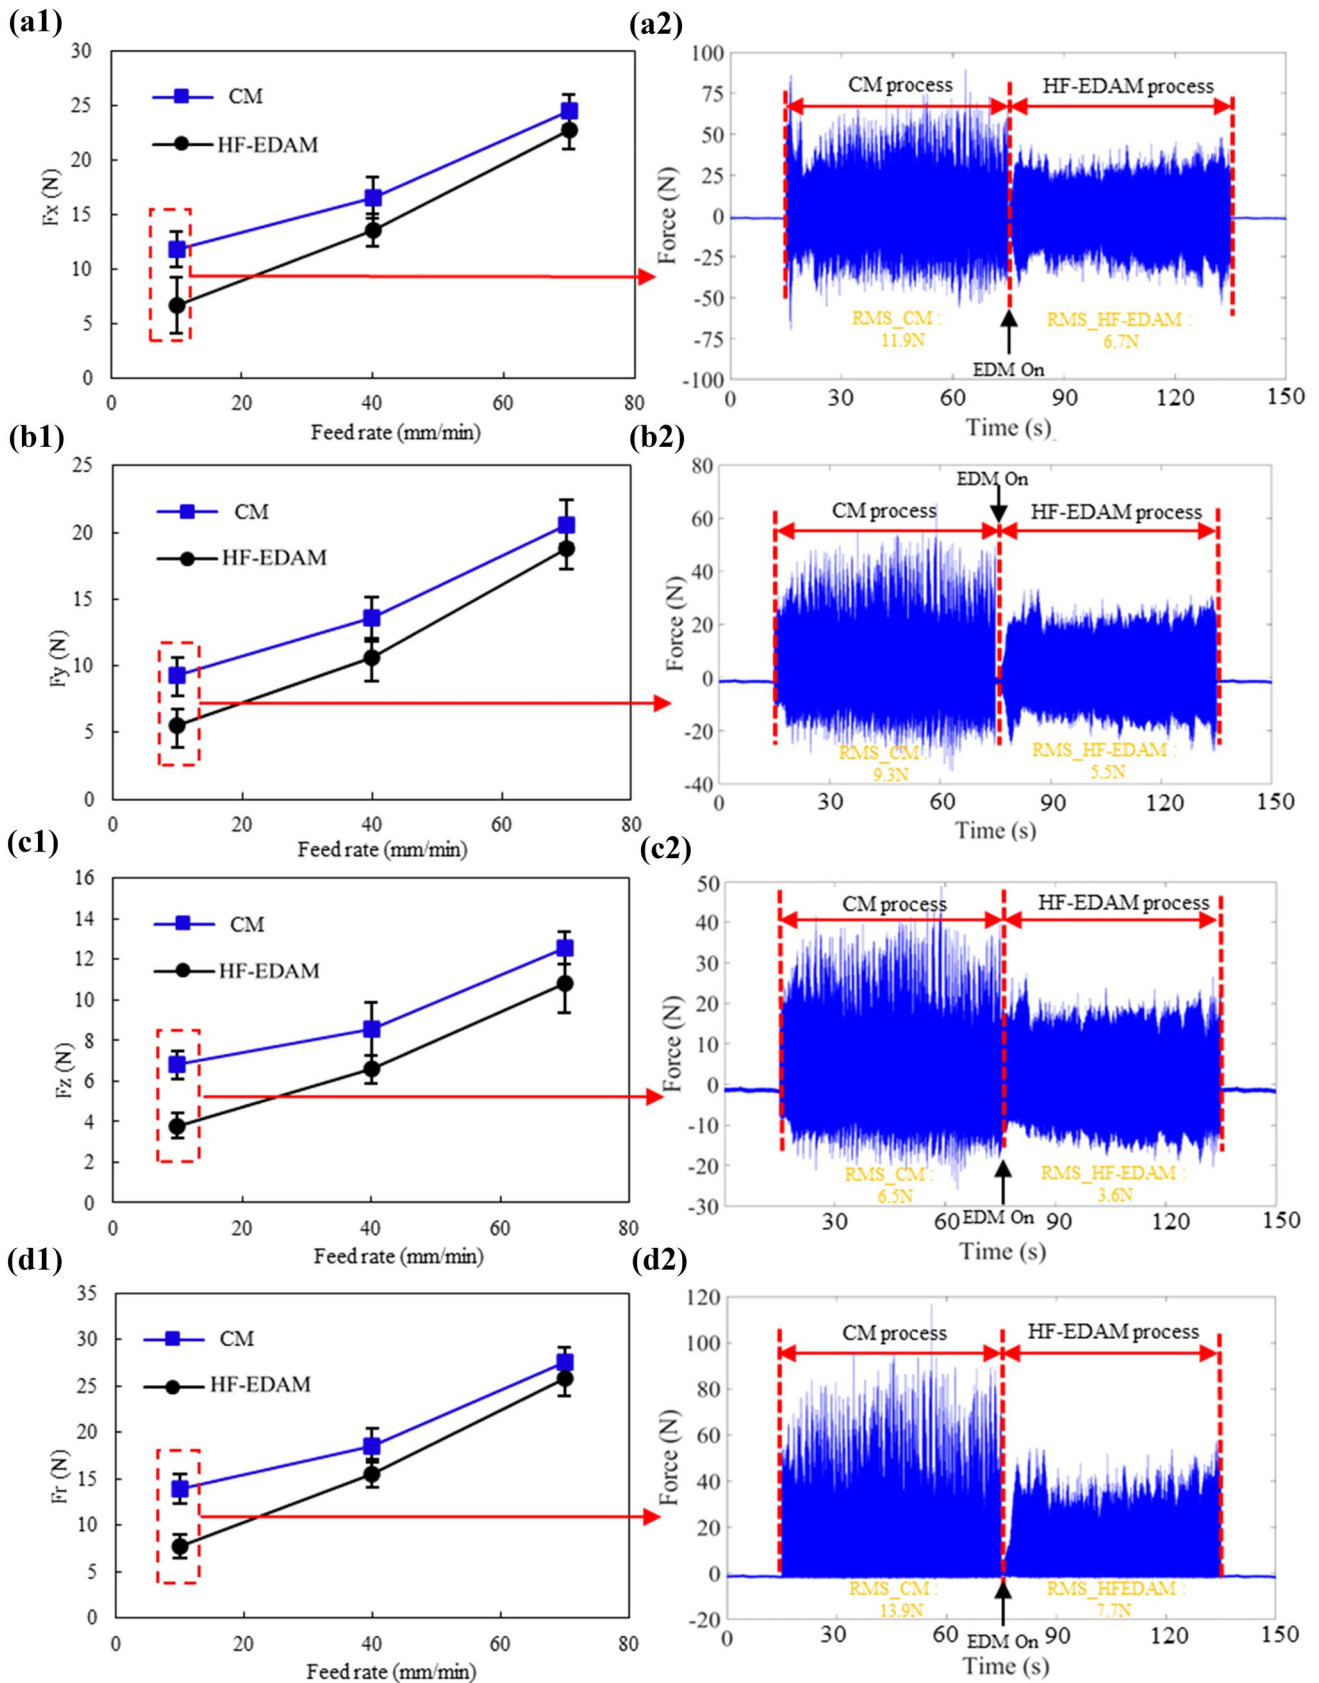 (a1)
30
25
20
15
10
5
0
0 20 40 60 80
Fx (N)
Feed rate (mm/min)
CM
HF-EDAM
(a2)
100
75
50
25
0
-25
-50
-75
-100
0 30 60 90 120 150
Force (N)
Time (s)
CM process
HF-EDAM process
RMS_CM :
11.9N
RMS_HF-EDAM :
6.7N
EDM On
(b1)
25
20
15
10
5
0
0 20 40 60 80
Fy (N)
Feed rate (mm/min)
CM
HF-EDAM
(b2)
80
60
40
20
0
-20
-40
0 30 60 90 120 150
Force (N)
Time (s)
EDM On
CM process
HF-EDAM process
RMS_CM :
9.3N
RMS_HF-EDAM :
5.5N
(c1)
16
14
12
10
8
6
4
2
0
0 20 40 60 80
Fz (N)
Feed rate (mm/min)
CM
HF-EDAM
(c2)
50
40
30
20
10
0
-10
-20
-30
30 60 90 120 150
Force (N)
Time (s)
CM process
HF-EDAM process
RMS_CM :
6.5N
RMS_HF-EDAM :
3.6N
EDM On
(d1)
35
30
25
20
15
10
5
0
0 20 40 60 80
Fr (N)
Feed rate (mm/min)
CM
HF-EDAM
(d2)
120
100
80
60
40
20
0
-20
0 30 60 90 120 150
Force (N)
Time (s)
CM process
HF-EDAM process
RMS_CM :
13.9N
RMS_HFEDAM :
7.7N
EDM On